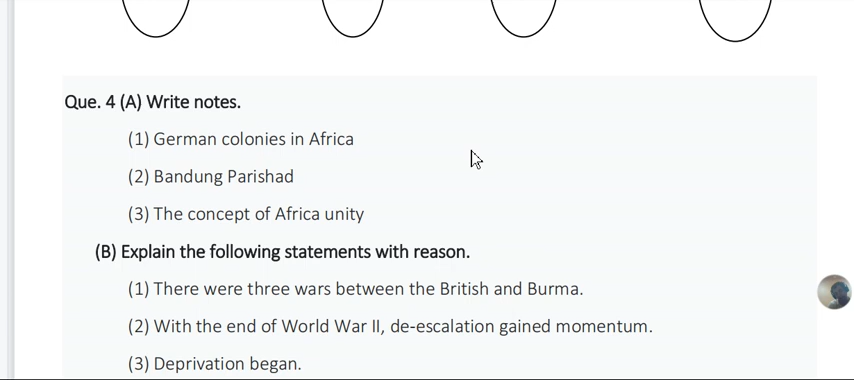 Que. 4 (A) Write notes.
(1) German colonies in Africa
(2) Bandung Parishad
(3) The concept of Africa unity
(B) Explain the following statements with reason.
(1) There were three wars between the British and Burma.
(2) With the end of World War II, de-escalation gained momentum.
(3) Deprivation began.